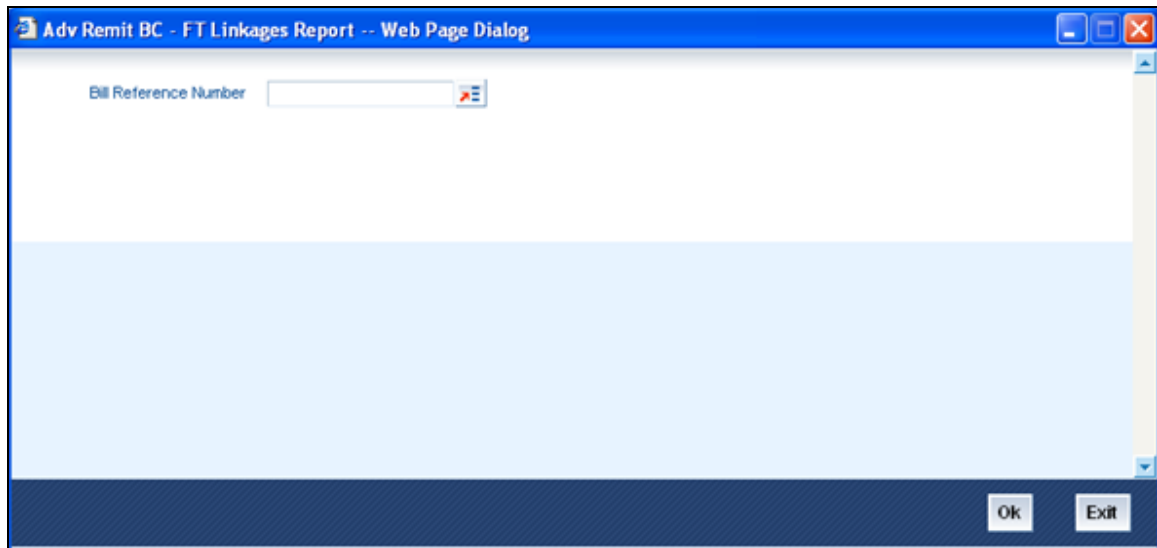 Adv Remit BC - FT Linkages Report -- Web Page Dialog
Bill Reference Number
Ok
Exit